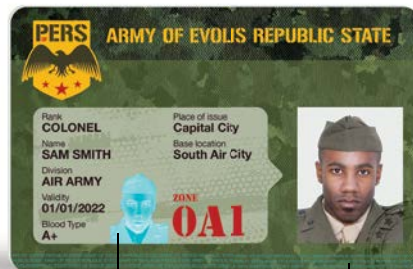 PERS
ARMY OF EVOLIS REPUBLIC STATE
Rank
COLONEL
Name
SAM SMITH
Division
AIR ARMY
Validity
01/01/2022
Blood Type
A+
Place of issue
Capital City
Base location
South Air City
ZONE
OA1